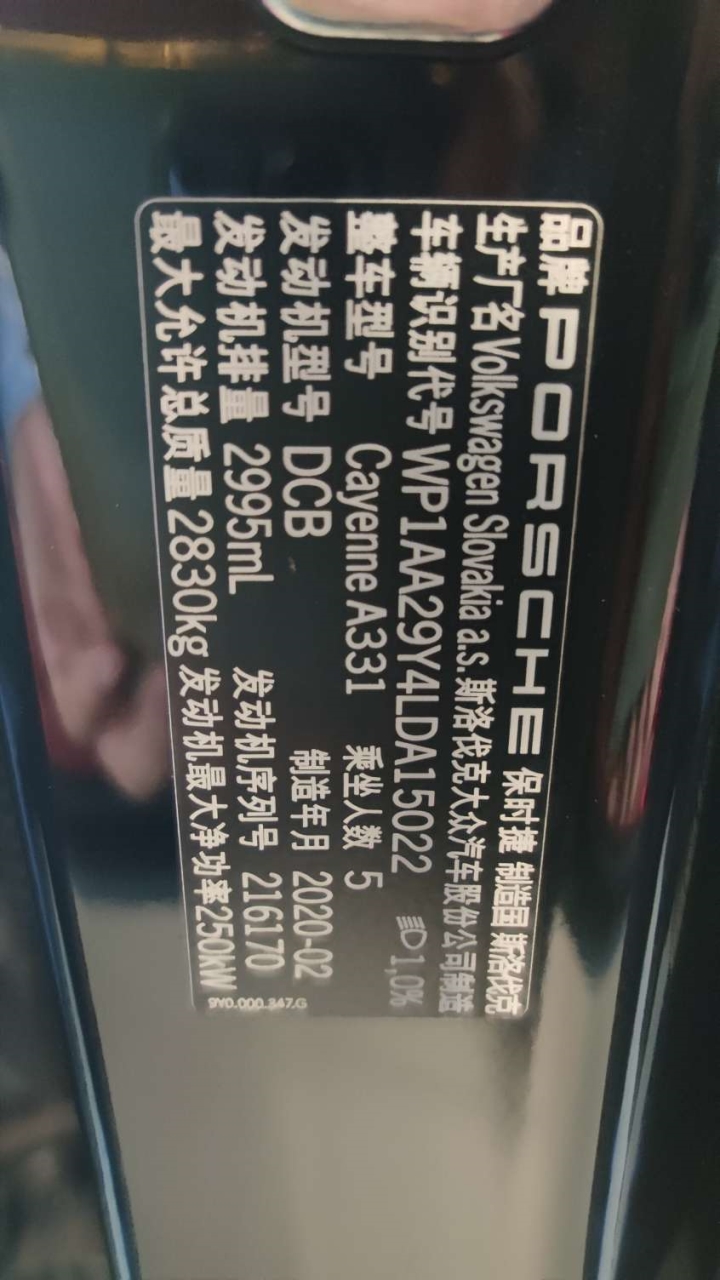 品牌 PORSCHE 保时捷 制造国 斯洛伐克
生产厂名 Volkswagen Slovakia a.s. 斯洛伐克大众汽车股份公司制造
车辆识别代号 WP1AA29Y4LDA15022 1,0%
整车型号 Cayenne A331 乘坐人数 5
发动机型号 DCB 制造年月 2020-02
发动机排量 2995mL 发动机序列号 216170
最大允许总质量 2830kg 发动机最大净功率 250kW
9Y0.000.347.G